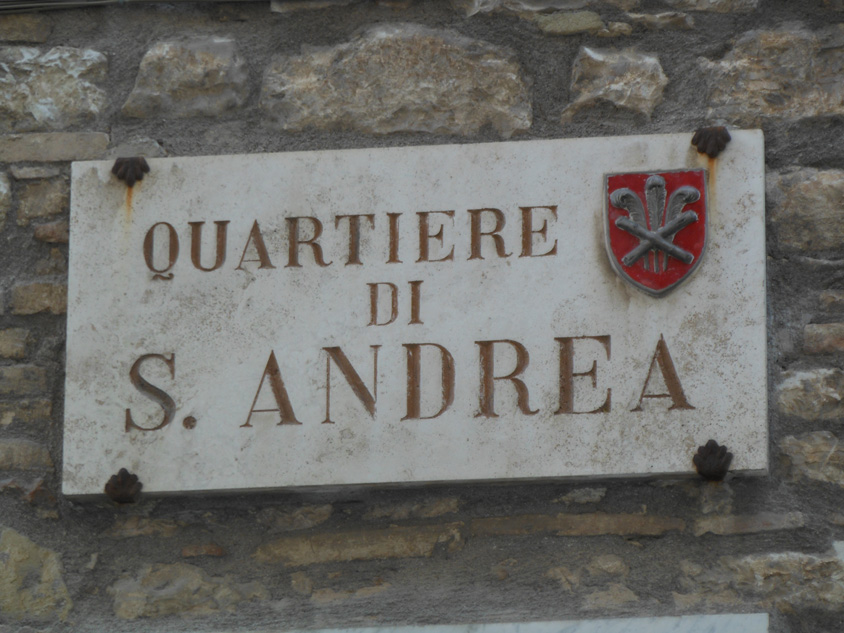 QUARTIERE
DI
S. ANDREA